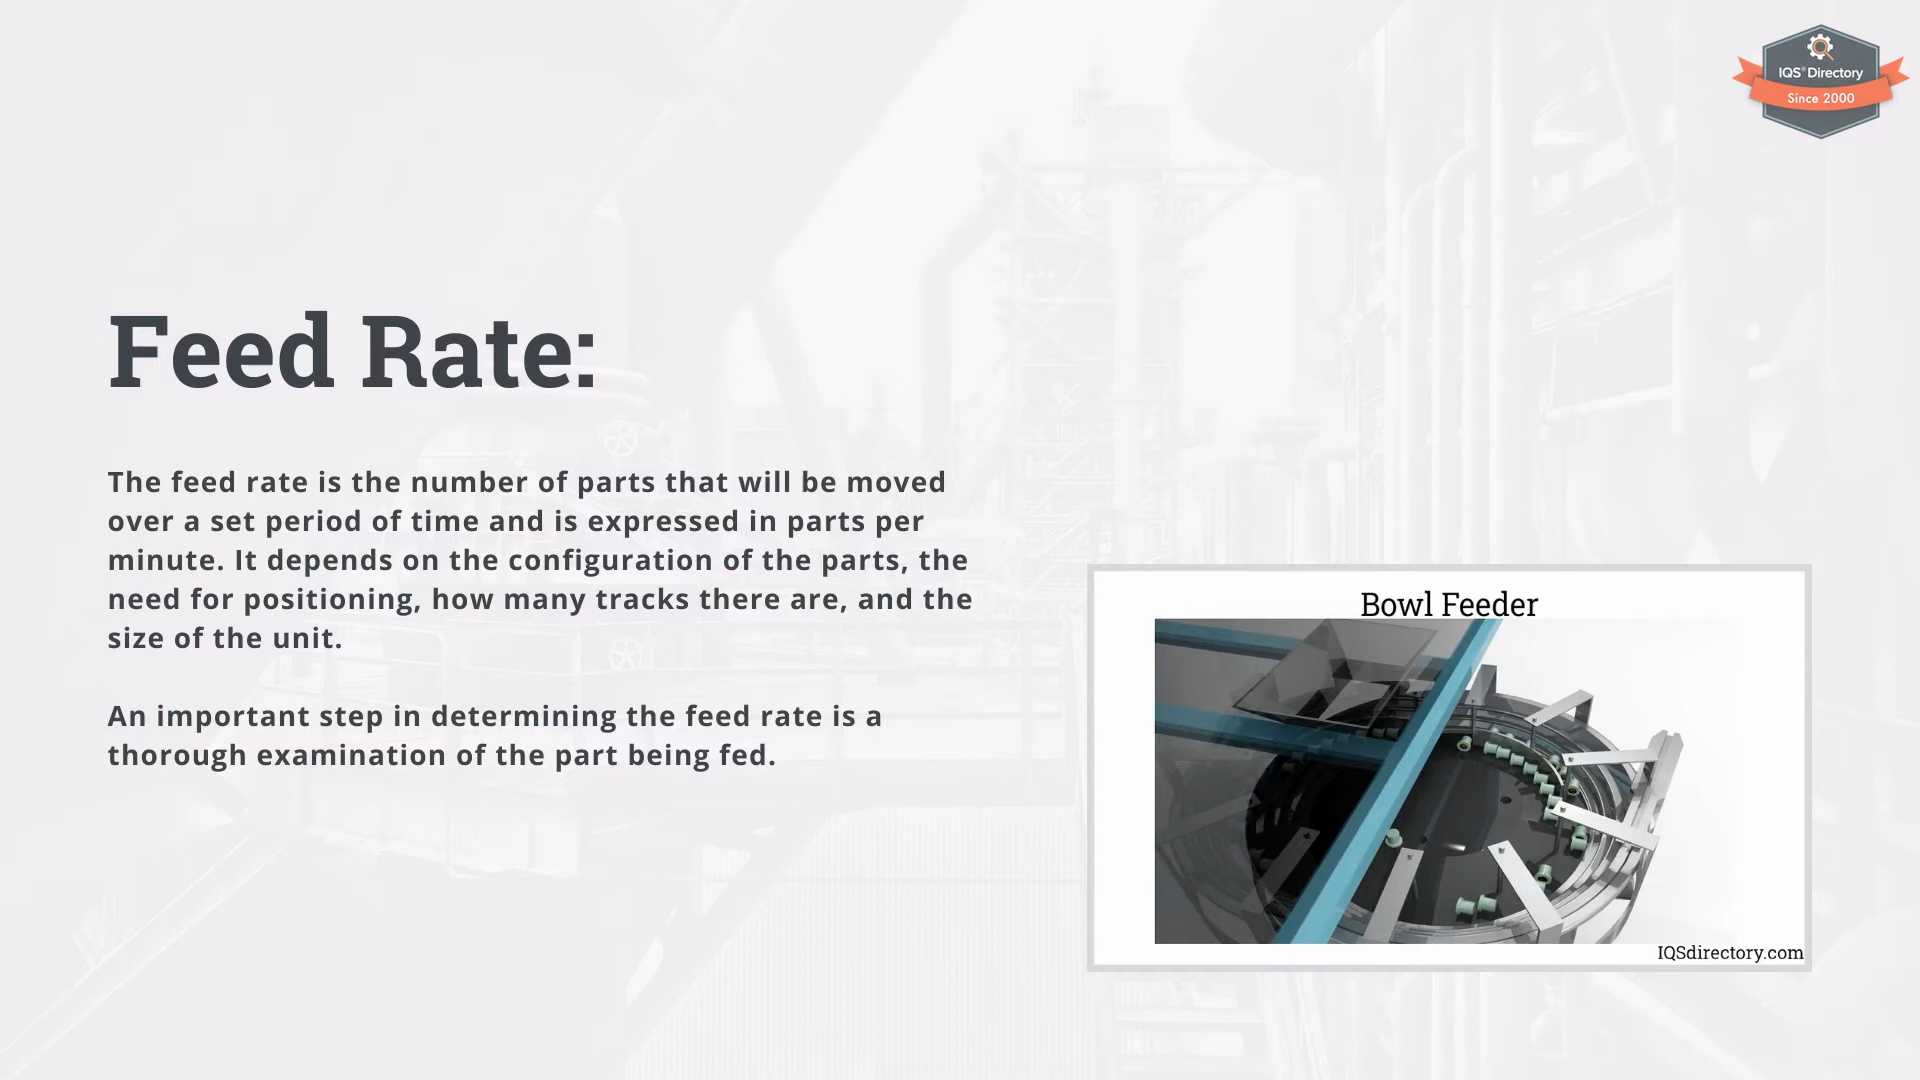 IQS® Directory
Since 2000
Feed Rate:
The feed rate is the number of parts that will be moved
over a set period of time and is expressed in parts per
minute. It depends on the configuration of the parts, the
need for positioning, how many tracks there are, and the
size of the unit.
An important step in determining the feed rate is a
thorough examination of the part being fed.
Bowl Feeder
IQSdirectory.com